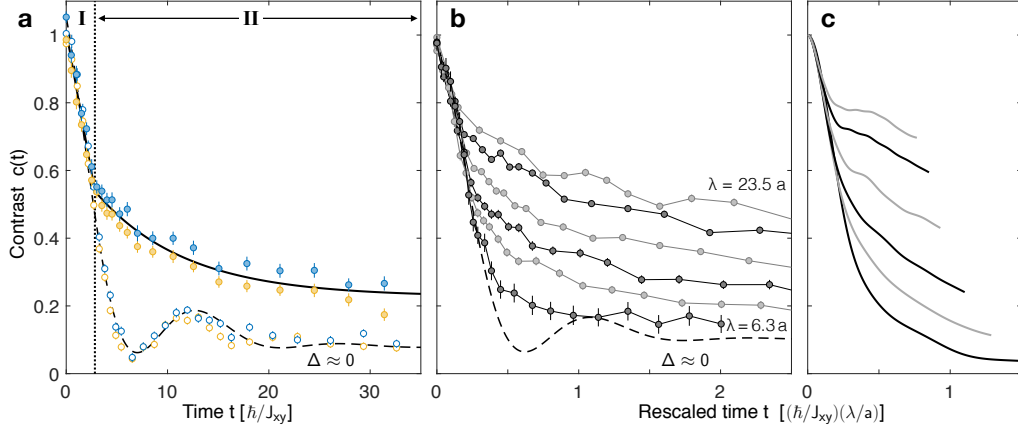 a I II b c
1
0.8
0.6
0.4
0.2
0
Contrast c(t)
Δ ≈ 0
λ = 23.5 a
λ = 6.3 a
Δ ≈ 0
0 10 20 30 0 1 2 0 1
Time t [ℏ/J_xy] Rescaled time t [(ℏ/J_xy)(λ/a)]